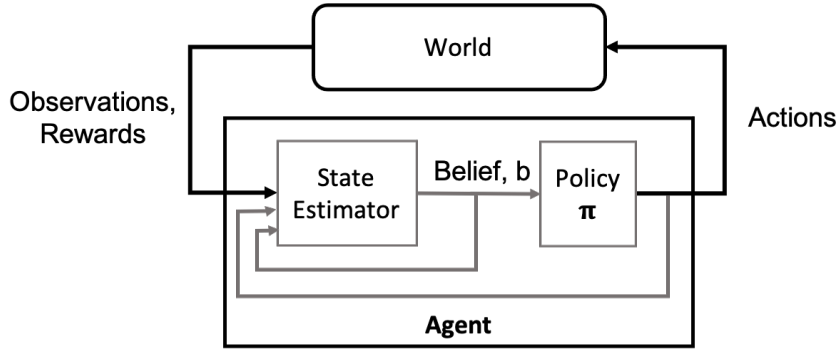 World
Observations,
Rewards
Actions
State
Estimator
Belief, b
Policy
π
Agent